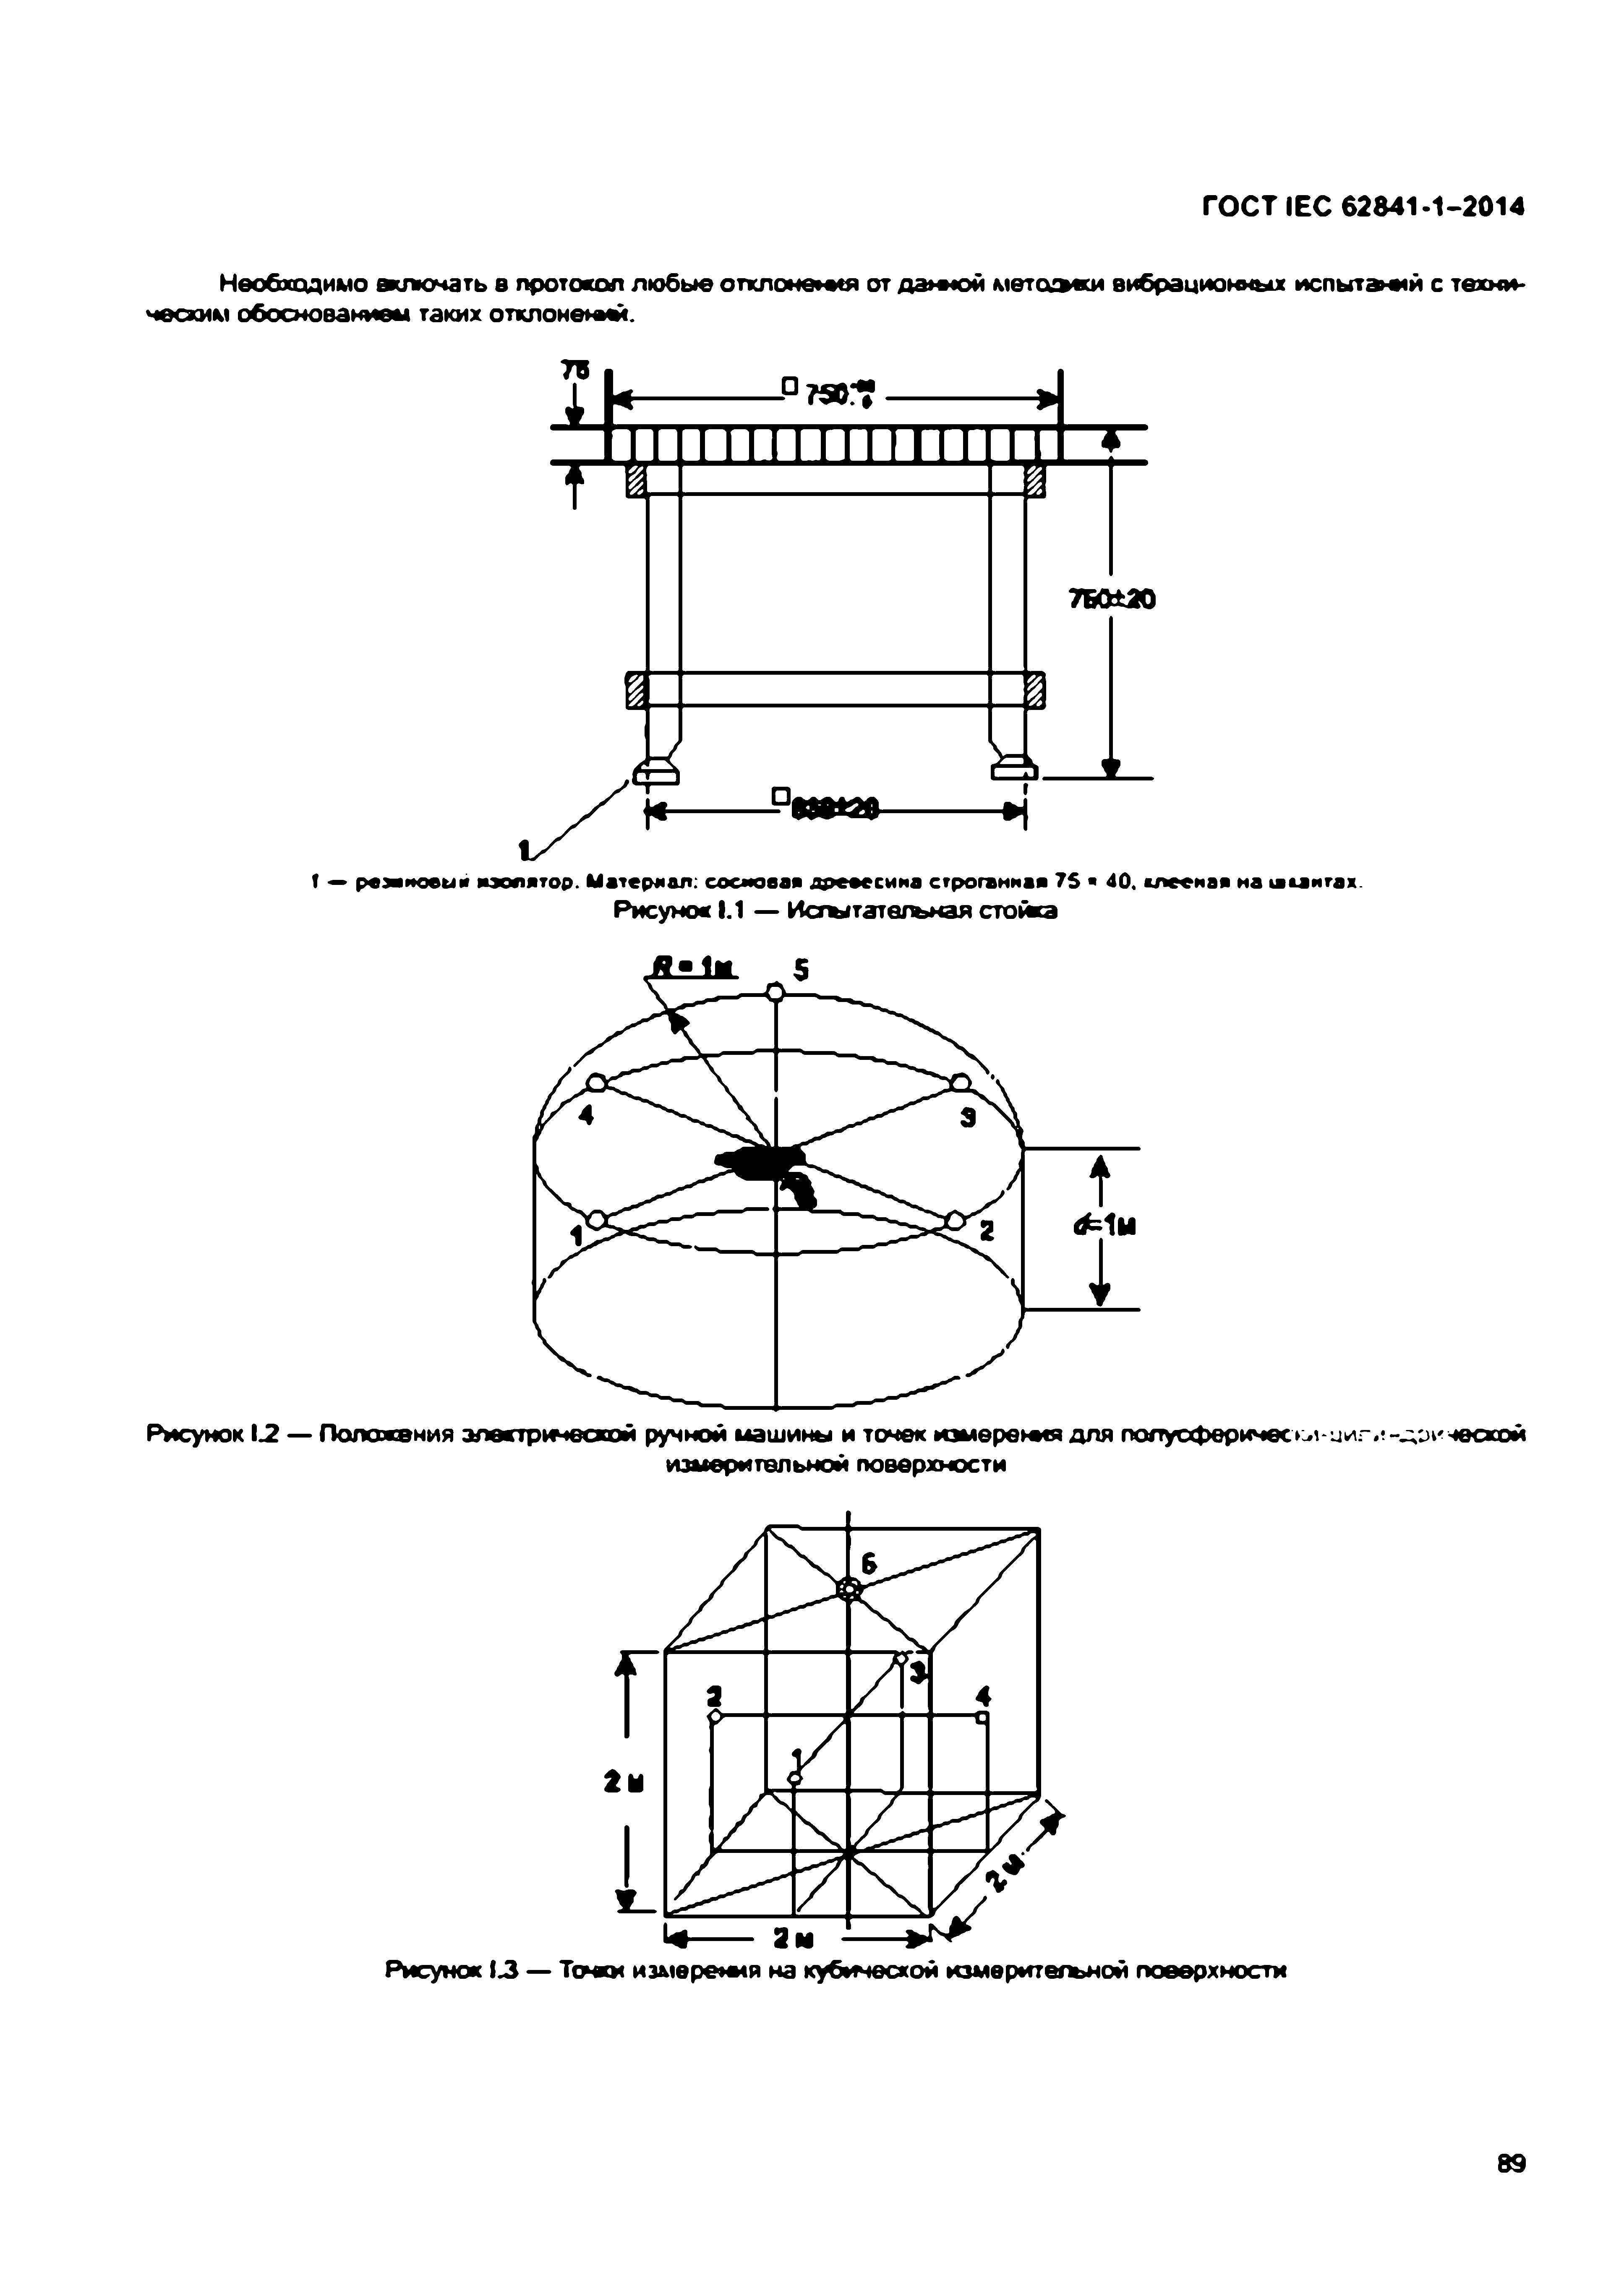 ГОСТ IEC 62841-1–2014
Необходимо включать в протокол любые отклонения от данной методики вибрационных испытаний с техни-
ческим обоснованием таких отклонений.
75
□ 750
750±20
□
1
1 — резиновый изолятор. Материал: сосновая древесина строганная 75 × 40, клееная на шкантах.
Рисунок I.1 — Испытательная стойка
R = 1м
5
4
3
1
2
d=1м
Рисунок I.2 — Положения электрической ручной машины и точек измерения для
измерительной поверхности
5
3
2
4
1
2 м
2 м
2 м
Рисунок I.3 — Точки измерения на кубической измерительной поверхности
89